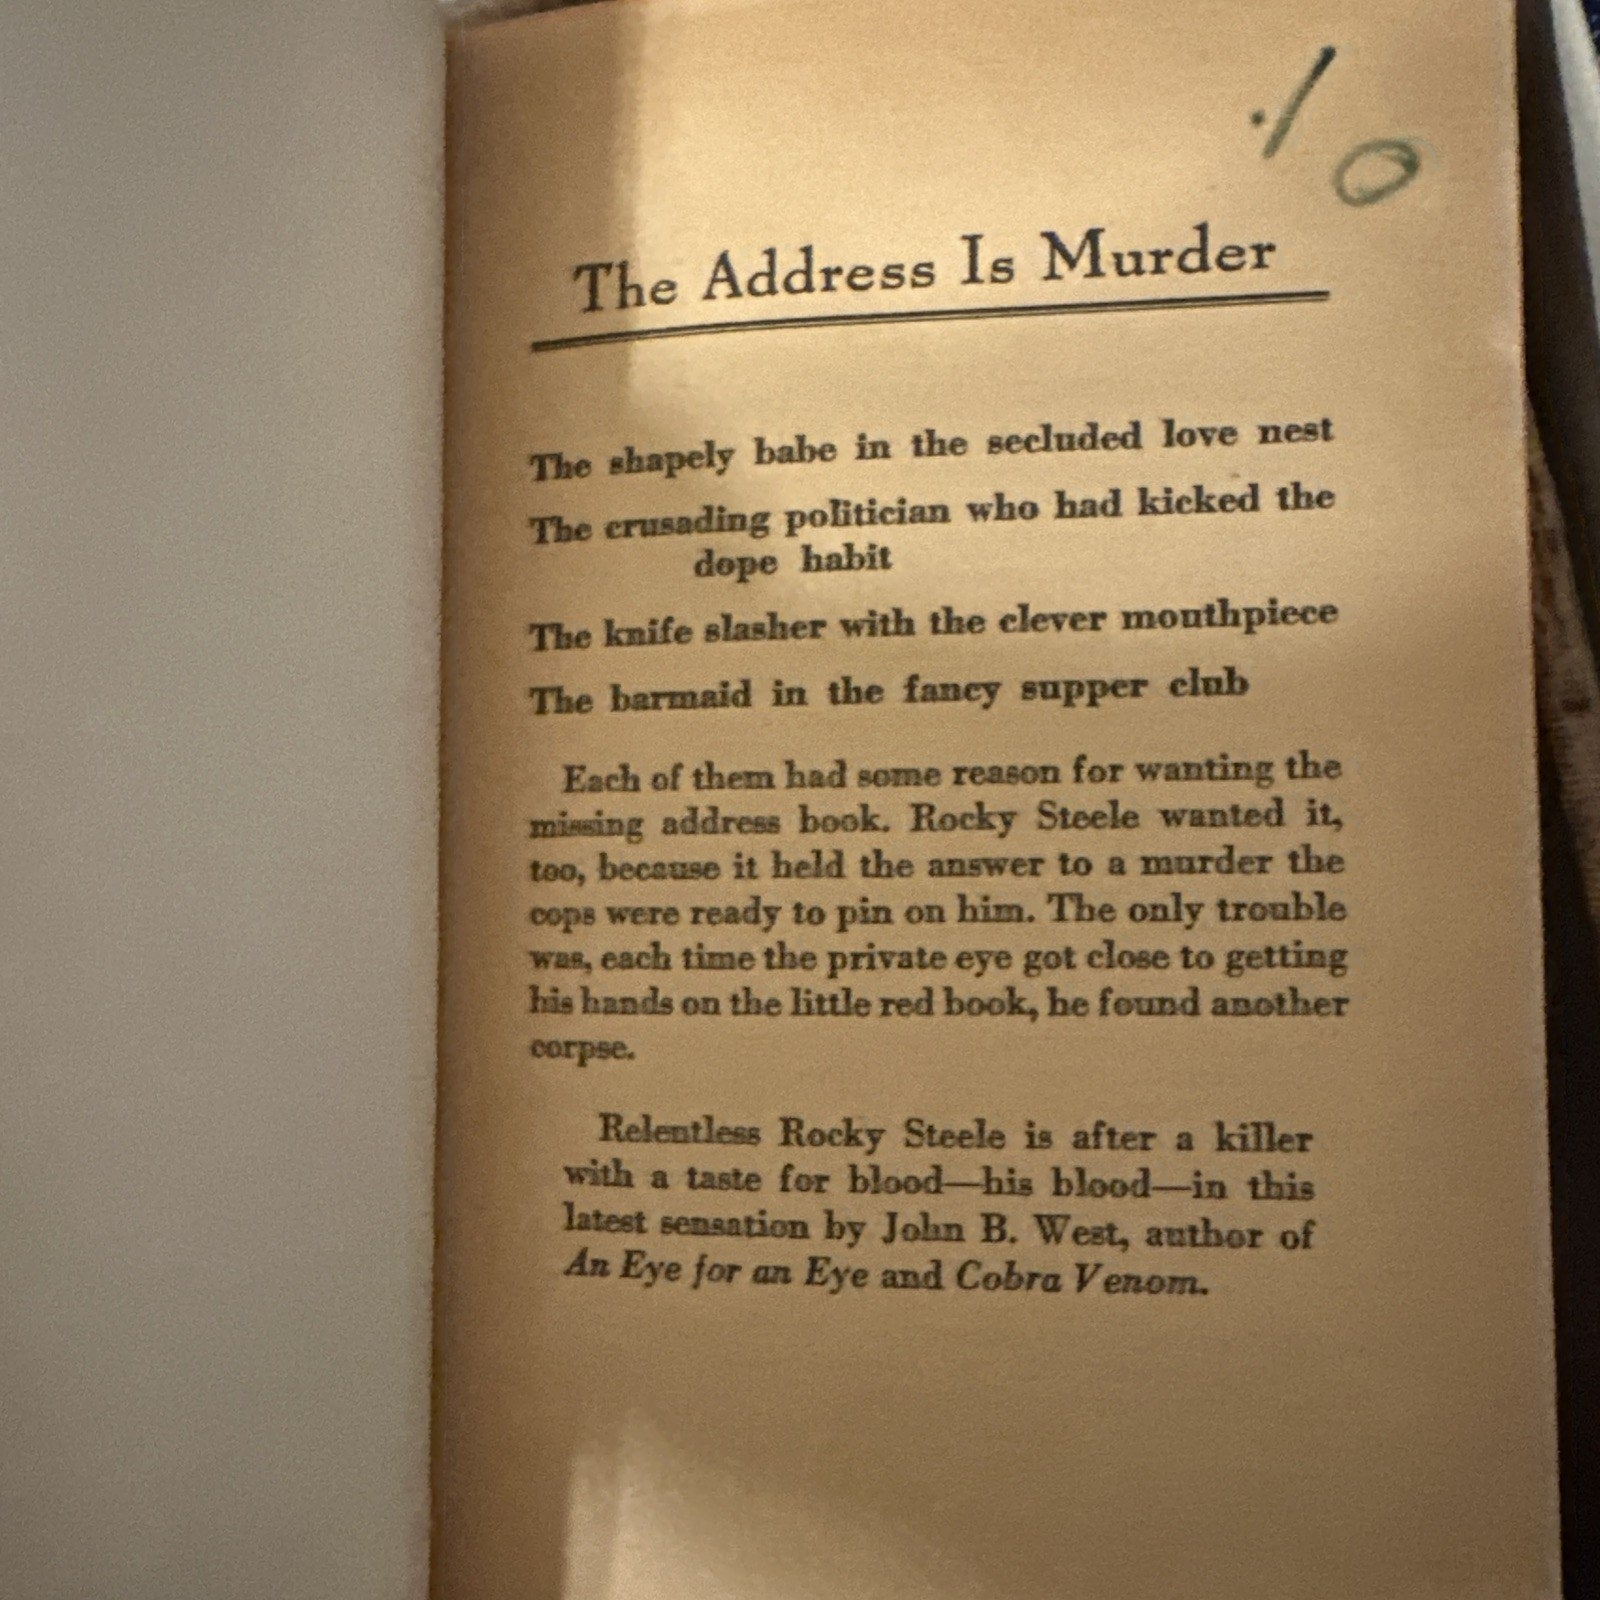 .10
The Address Is Murder
The shapely babe in the secluded love nest
The crusading politician who had kicked the
dope habit
The knife slasher with the clever mouthpiece
The barmaid in the fancy supper club
Each of them had some reason for wanting the
missing address book. Rocky Steele wanted it,
too, because it held the answer to a murder the
cops were ready to pin on him. The only trouble
was, each time the private eye got close to getting
his hands on the little red book, he found another
corpse.
Relentless Rocky Steele is after a killer
with a taste for blood—his blood—in this
latest sensation by John B. West, author of
An Eye for an Eye and Cobra Venom.